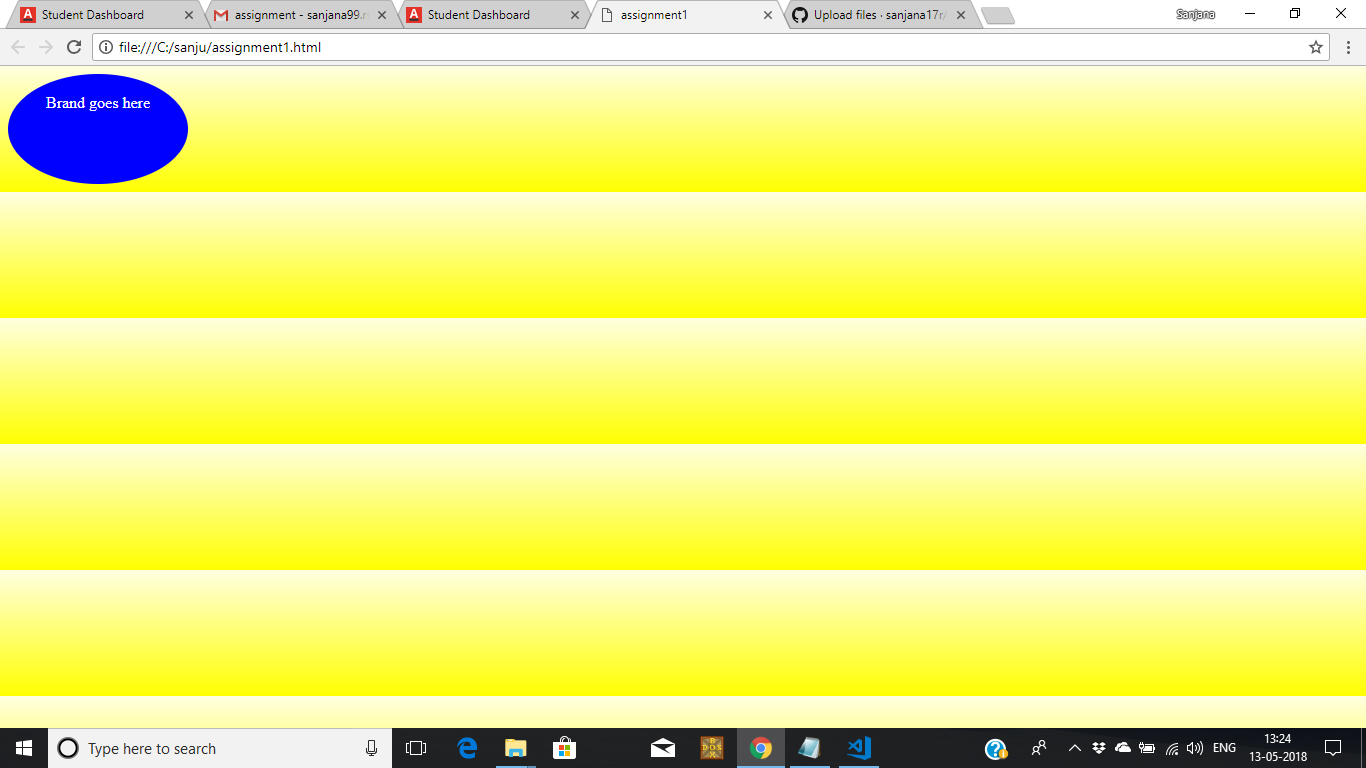 Student Dashboard
assignment - sanjana99.
Student Dashboard
assignment1
Upload files · sanjana17r/
Sanjana
file:///C:/sanju/assignment1.html
Brand goes here
Type here to search
ENG
13:24
13-05-2018